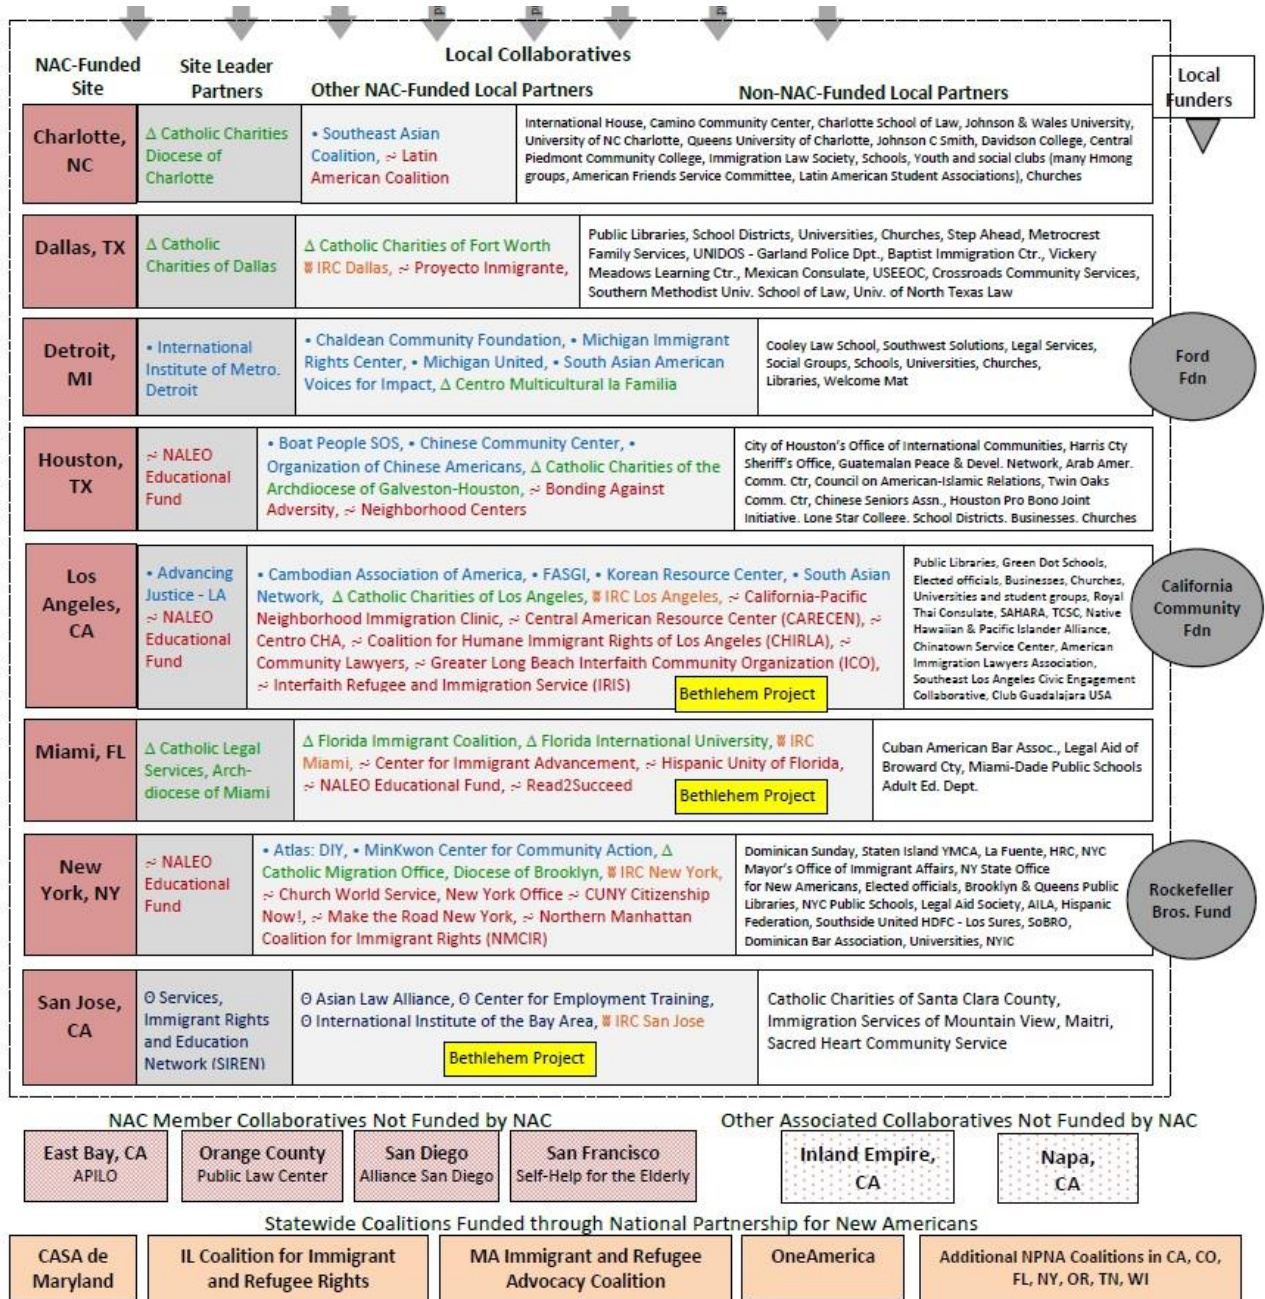 Local Collaboratives
NAC-Funded
Site
Site Leader
Partners
Other NAC-Funded Local Partners
Non-NAC-Funded Local Partners
Local
Funders
Charlotte,
NC
Δ Catholic Charities
Diocese of
Charlotte
• Southeast Asian
Coalition, ~ Latin
American Coalition
International House, Camino Community Center, Charlotte School of Law, Johnson & Wales University,
University of NC Charlotte, Queens University of Charlotte, Johnson C Smith, Davidson College, Central
Piedmont Community College, Immigration Law Society, Schools, Youth and social clubs (many Hmong
groups, American Friends Service Committee, Latin American Student Associations), Churches
Dallas, TX
Δ Catholic
Charities of Dallas
Δ Catholic Charities of Fort Worth
IRC Dallas, ~ Proyecto Inmigrante,
Public Libraries, School Districts, Universities, Churches, Step Ahead, Metrocrest
Family Services, UNIDOS - Garland Police Dpt., Baptist Immigration Ctr., Vickery
Meadows Learning Ctr., Mexican Consulate, USEEOC, Crossroads Community Services,
Southern Methodist Univ. School of Law, Univ. of North Texas Law
Detroit,
MI
• International
Institute of Metro.
Detroit
• Chaldean Community Foundation, • Michigan Immigrant
Rights Center, • Michigan United, • South Asian American
Voices for Impact, Δ Centro Multicultural la Familia
Cooley Law School, Southwest Solutions, Legal Services,
Social Groups, Schools, Universities, Churches,
Libraries, Welcome Mat
Ford
Fdn
Houston,
TX
~ NALEO
Educational
Fund
• Boat People SOS, • Chinese Community Center, •
Organization of Chinese Americans, Δ Catholic Charities of the
Archdiocese of Galveston-Houston, ~ Bonding Against
Adversity, ~ Neighborhood Centers
City of Houston's Office of International Communities, Harris Cty
Sheriff's Office, Guatemalan Peace & Devel. Network, Arab Amer.
Comm. Ctr, Council on American-Islamic Relations, Twin Oaks
Comm. Ctr, Chinese Seniors Assn., Houston Pro Bono Joint
Initiative. Lone Star College. School Districts. Businesses. Churches
Los
Angeles,
CA
• Advancing
Justice - LA
~ NALEO
Educational
Fund
• Cambodian Association of America, • FASGI, • Korean Resource Center, • South Asian
Network, Δ Catholic Charities of Los Angeles, IRC Los Angeles, ~ California-Pacific
Neighborhood Immigration Clinic, ~ Central American Resource Center (CARECEN), ~
Centro CHA, ~ Coalition for Humane Immigrant Rights of Los Angeles (CHIRLA), ~
Community Lawyers, ~ Greater Long Beach Interfaith Community Organization (ICO),
~ Interfaith Refugee and Immigration Service (IRIS)
Bethlehem Project
Public Libraries, Green Dot Schools,
Elected officials, Businesses, Churches,
Universities and student groups, Royal
Thai Consulate, SAHARA, TCSC, Native
Hawaiian & Pacific Islander Alliance,
Chinatown Service Center, American
Immigration Lawyers Association,
Southeast Los Angeles Civic Engagement
Collaborative, Club Guadalajara USA
California
Community
Fdn
Miami, FL
Δ Catholic Legal
Services, Arch-
diocese of Miami
Δ Florida Immigrant Coalition, Δ Florida International University, IRC
Miami, ~ Center for Immigrant Advancement, ~ Hispanic Unity of Florida,
~ NALEO Educational Fund, ~ Read2Succeed
Bethlehem Project
Cuban American Bar Assoc., Legal Aid of
Broward Cty, Miami-Dade Public Schools
Adult Ed. Dept.
New
York, NY
~ NALEO
Educational
Fund
• Atlas: DIY, • MinKwon Center for Community Action, Δ
Catholic Migration Office, Diocese of Brooklyn, IRC New York,
~ Church World Service, New York Office ~ CUNY Citizenship
Now!, ~ Make the Road New York, ~ Northern Manhattan
Coalition for Immigrant Rights (NMCIR)
Dominican Sunday, Staten Island YMCA, La Fuente, HRC, NYC
Mayor's Office of Immigrant Affairs, NY State Office
for New Americans, Elected officials, Brooklyn & Queens Public
Libraries, NYC Public Schools, Legal Aid Society, AILA, Hispanic
Federation, Southside United HDFC - Los Sures, SoBRO,
Dominican Bar Association, Universities, NYIC
Rockefeller
Bros. Fund
San Jose,
CA
ʘ Services,
Immigrant Rights
and Education
Network (SIREN)
ʘ Asian Law Alliance, ʘ Center for Employment Training,
ʘ International Institute of the Bay Area, IRC San Jose
Bethlehem Project
Catholic Charities of Santa Clara County,
Immigration Services of Mountain View, Maitri,
Sacred Heart Community Service
NAC Member Collaboratives Not Funded by NAC
Other Associated Collaboratives Not Funded by NAC
East Bay, CA
APILO
Orange County
Public Law Center
San Diego
Alliance San Diego
San Francisco
Self-Help for the Elderly
Inland Empire,
CA
Napa,
CA
Statewide Coalitions Funded through National Partnership for New Americans
CASA de
Maryland
IL Coalition for Immigrant
and Refugee Rights
MA Immigrant and Refugee
Advocacy Coalition
OneAmerica
Additional NPNA Coalitions in CA, CO,
FL, NY, OR, TN, WI